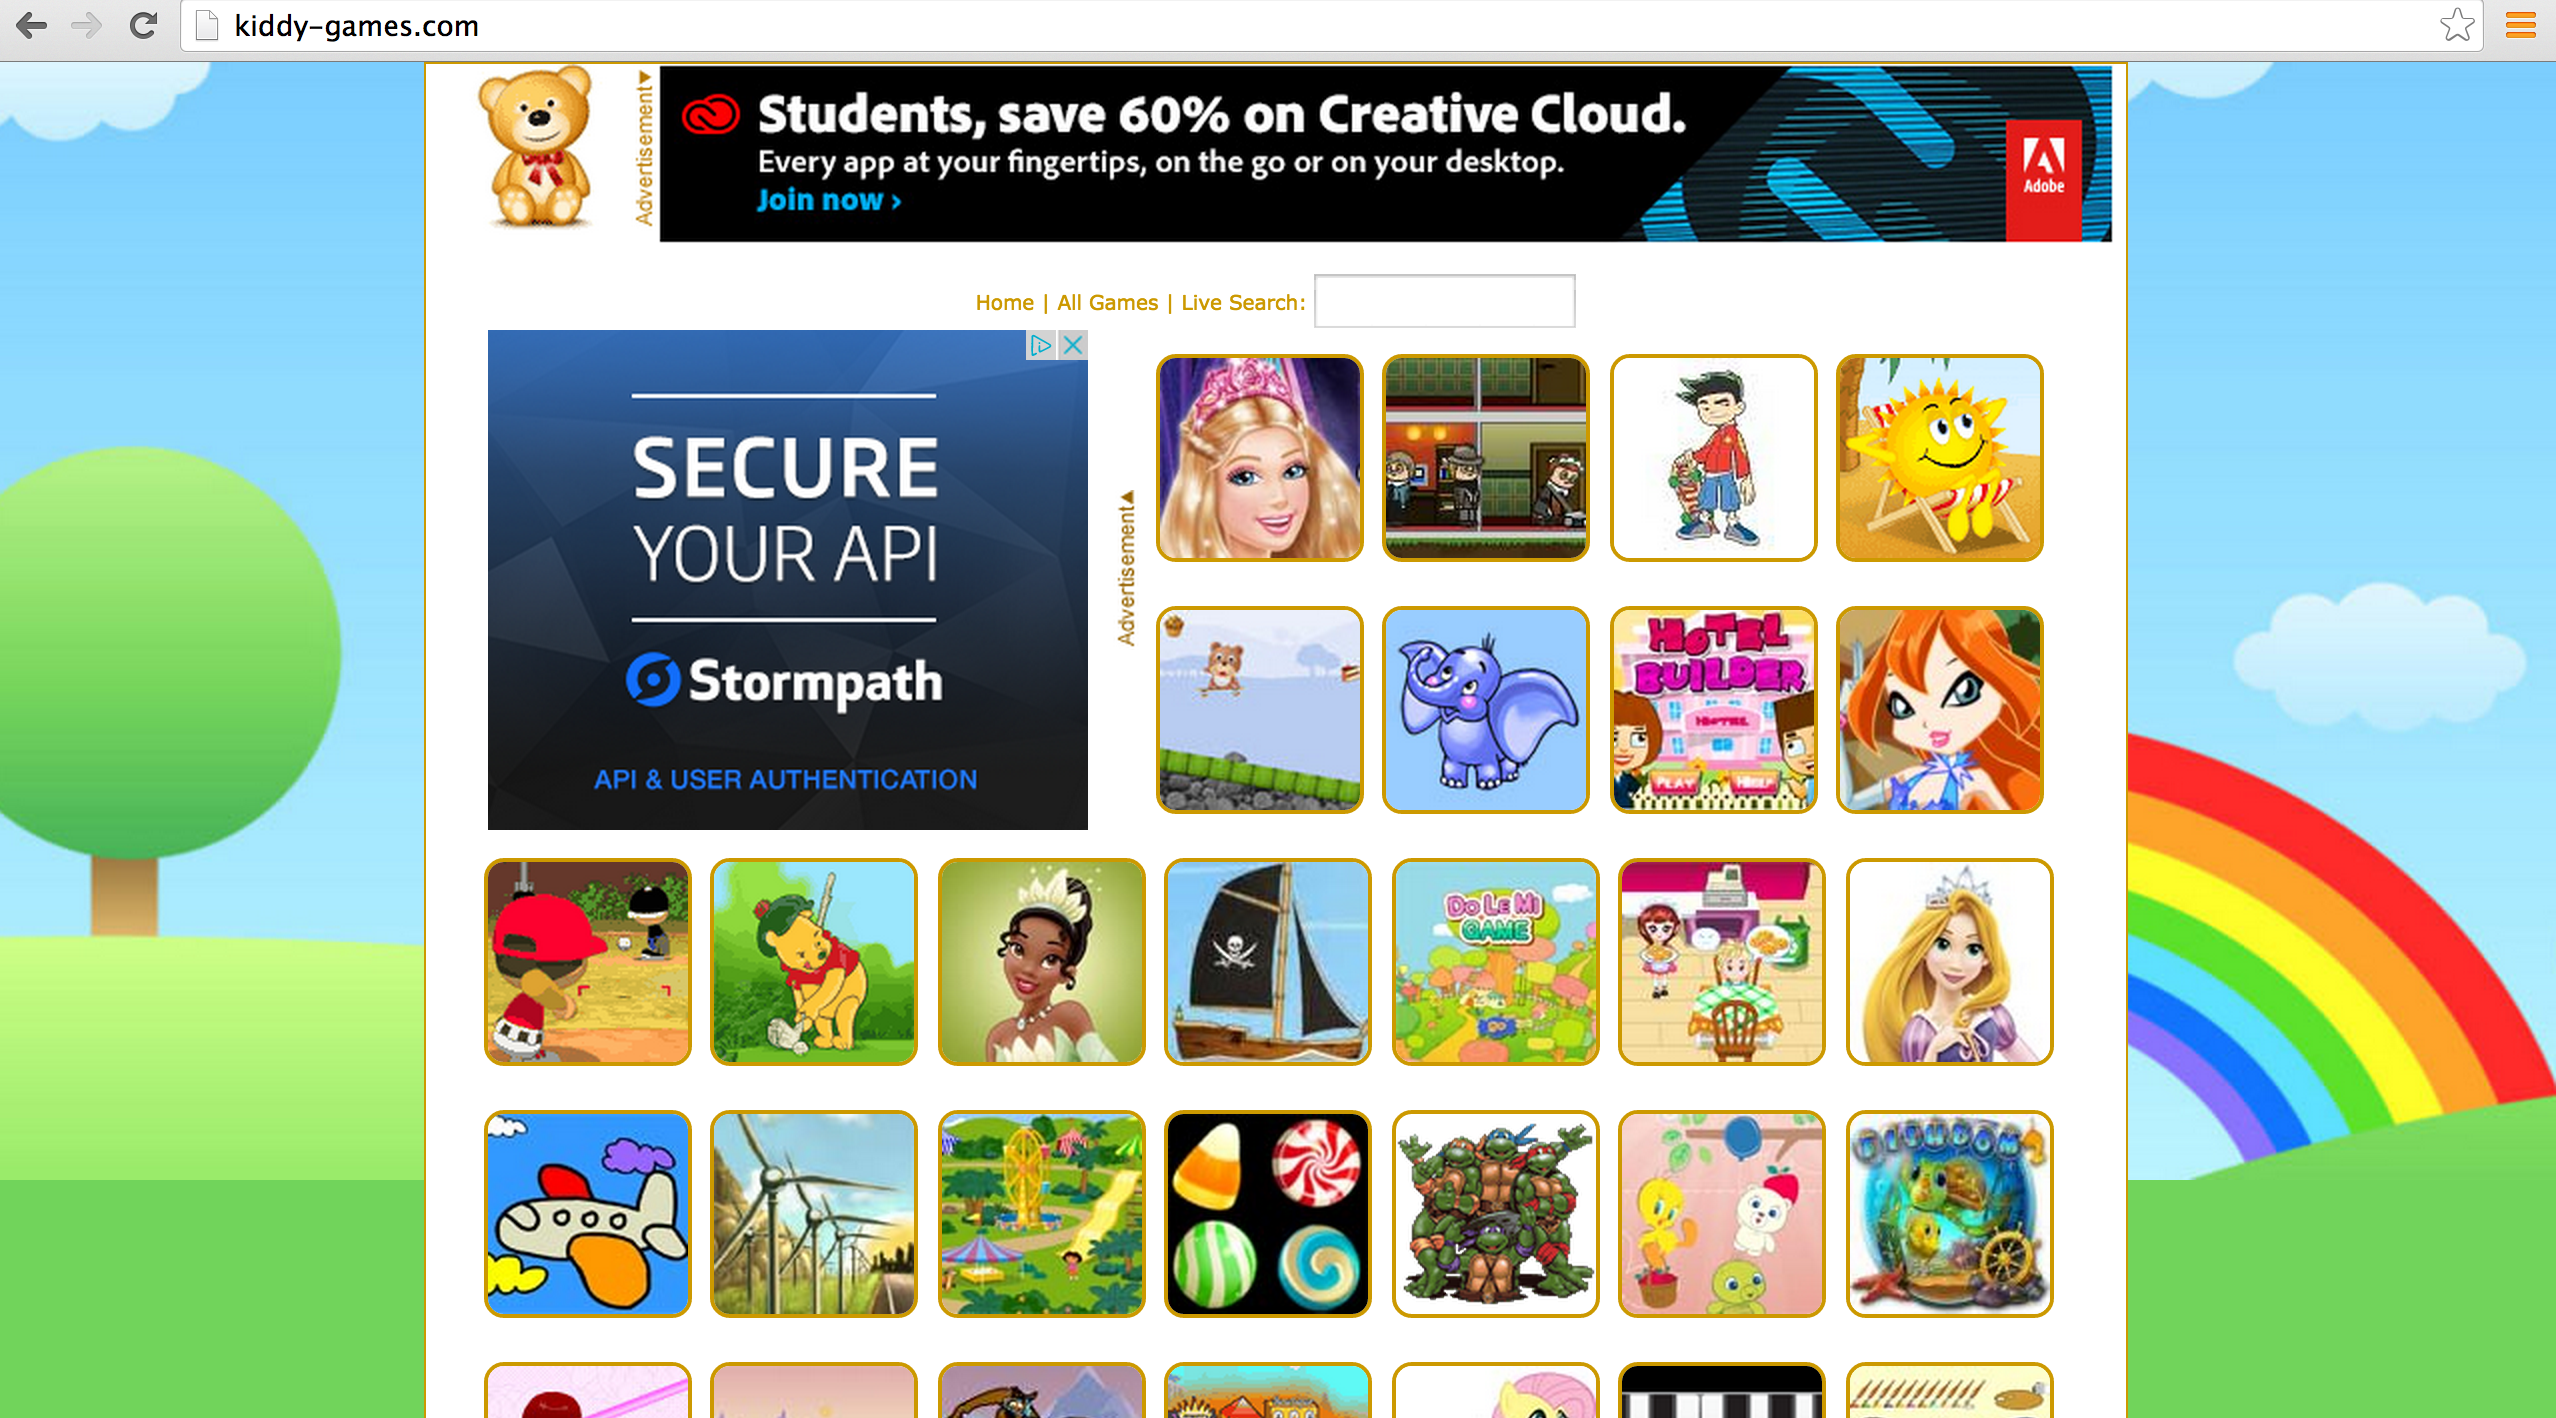 kiddy-games.com
Advertisement
Students, save 60% on Creative Cloud.
Every app at your fingertips, on the go or on your desktop.
Join now ›
Adobe
Home | All Games | Live Search:
SECURE
YOUR API
Stormpath
API & USER AUTHENTICATION
Advertisement
HOTEL
BUILDER
HOTEL
PLAY
HELP
DO LE MI
GAME
FISHDOM